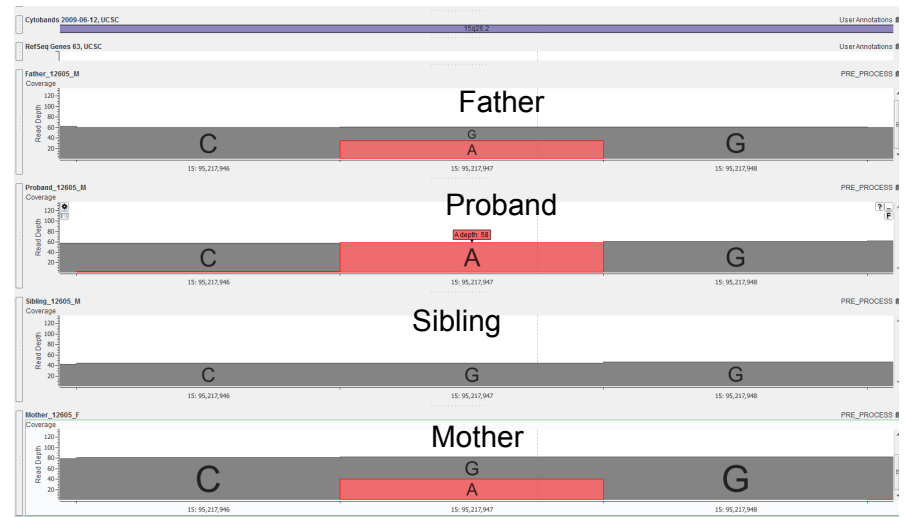 Cytobands 2009-06-12, UCSC
User Annotations
15q26.2
RefSeq Genes 63, UCSC
User Annotations
Father_12605_M
PRE_PROCESS
Coverage
Father
Read Depth
120
100
80
60
40
20
C
G
A
G
15: 95,217,946
15: 95,217,947
15: 95,217,948
Proband_12605_M
PRE_PROCESS
Coverage
Proband
? _
F
Read Depth
120
100
80
60
40
20
A depth: 58
C
A
G
15: 95,217,946
15: 95,217,947
15: 95,217,948
Sibling_12605_M
PRE_PROCESS
Coverage
Sibling
Read Depth
120
100
80
60
40
20
C
G
G
15: 95,217,946
15: 95,217,947
15: 95,217,948
Mother_12605_F
PRE_PROCESS
Coverage
Mother
Read Depth
120
100
80
60
40
20
C
G
A
G
15: 95,217,946
15: 95,217,947
15: 95,217,948